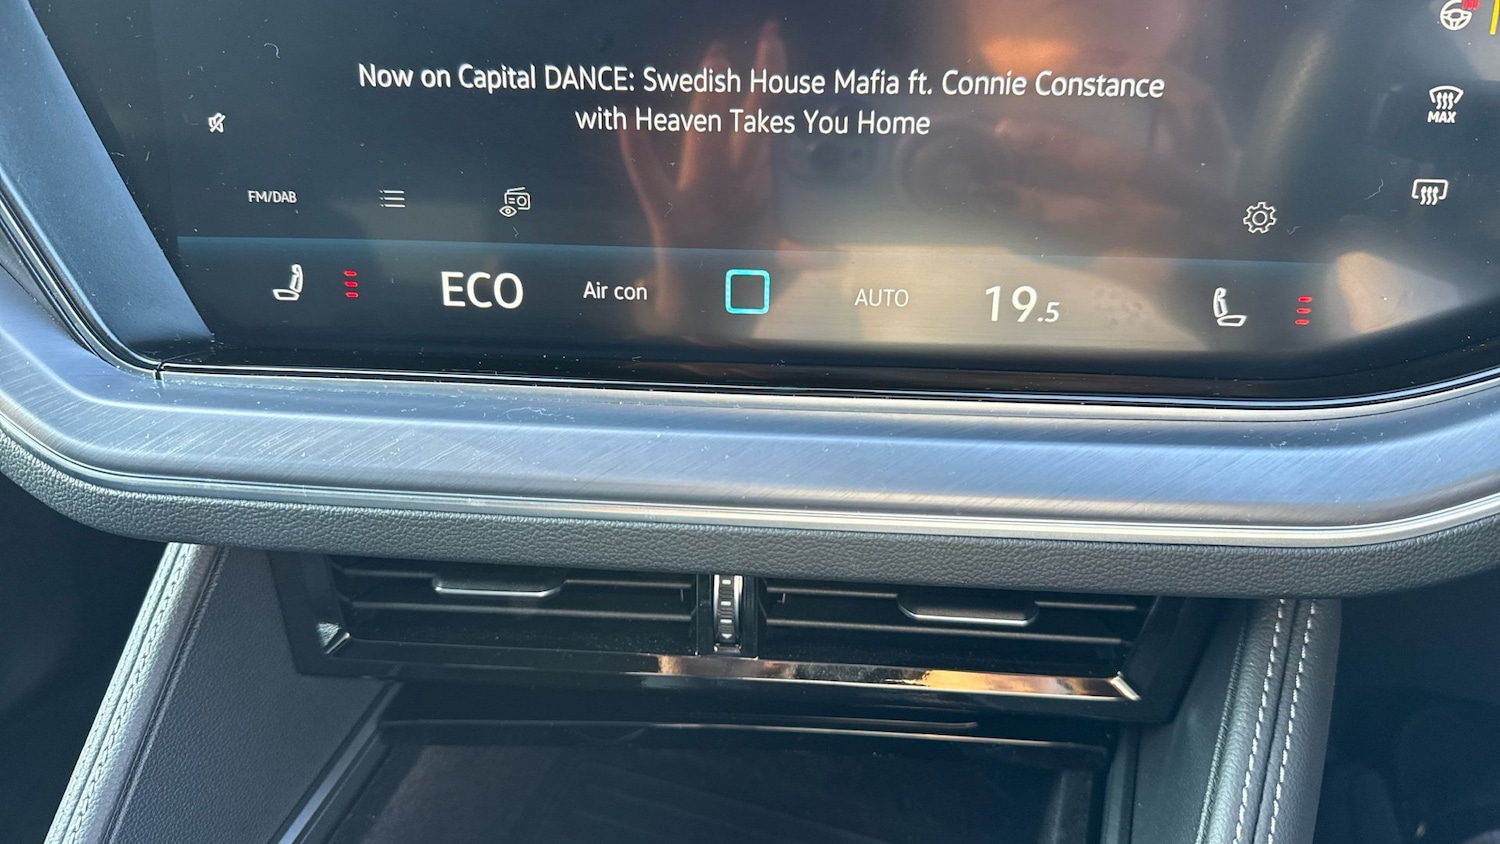 Now on Capital DANCE: Swedish House Mafia ft. Connie Constance
with Heaven Takes You Home
MAX
FM/DAB
ECO Air con AUTO 19.5